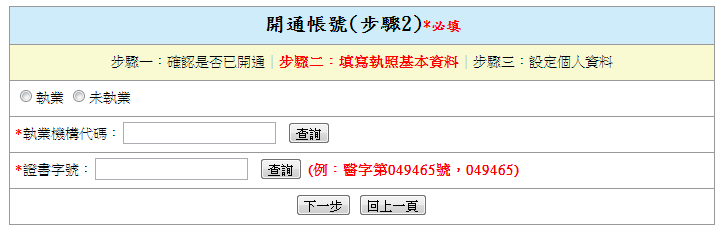 開通帳號(步驟2)*必填
步驟一：確認是否已開通│步驟二：填寫執照基本資料│步驟三：設定個人資料
執業 未執業
*執業機構代碼： 查詢
*證書字號： 查詢 (例：醫字第049465號，049465)
下一步 回上一頁